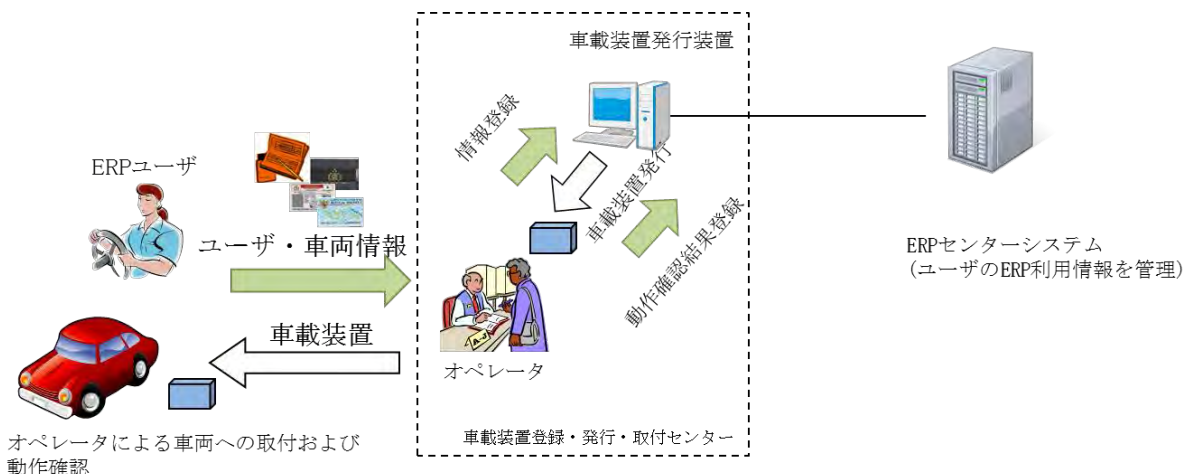 車載装置発行装置
情報登録
車載装置発行
動作確認結果登録
ERPユーザ
ユーザ・車両情報
車載装置
オペレータ
A-J
ERPセンターシステム
(ユーザのERP利用情報を管理)
車載装置登録・発行・取付センター
オペレータによる車両への取付および
動作確認